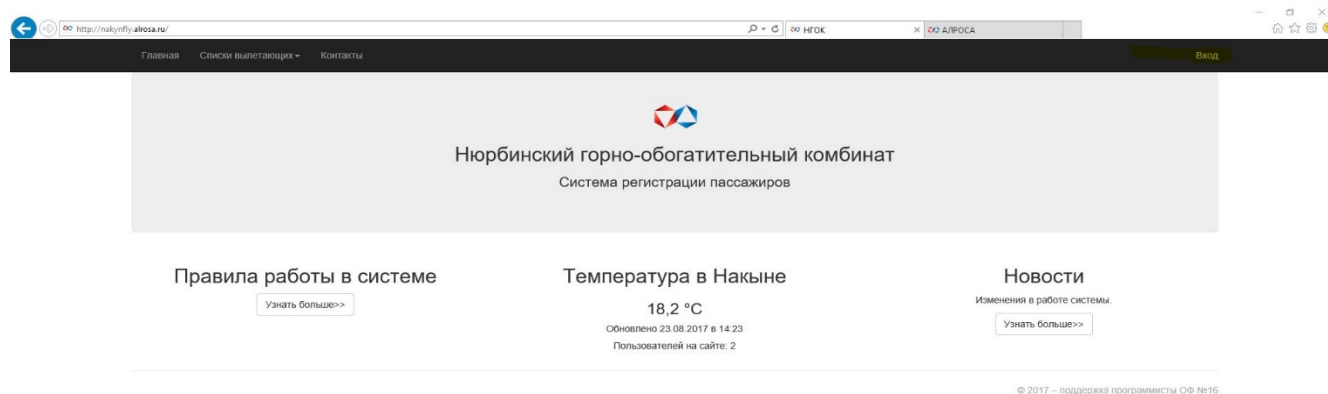 http://nakynfly.alrosa.ru/
НГОК
АЛРОСА
Главная Списки вылетающих Контакты Вход
Нюрбинский горно-обогатительный комбинат
Система регистрации пассажиров
Правила работы в системе
Узнать больше>>
Температура в Накыне
18,2 °C
Обновлено 23.08.2017 в 14:23
Пользователей на сайте: 2
Новости
Изменения в работе системы.
Узнать больше>>
© 2017 – поддержка программисты ОФ №16